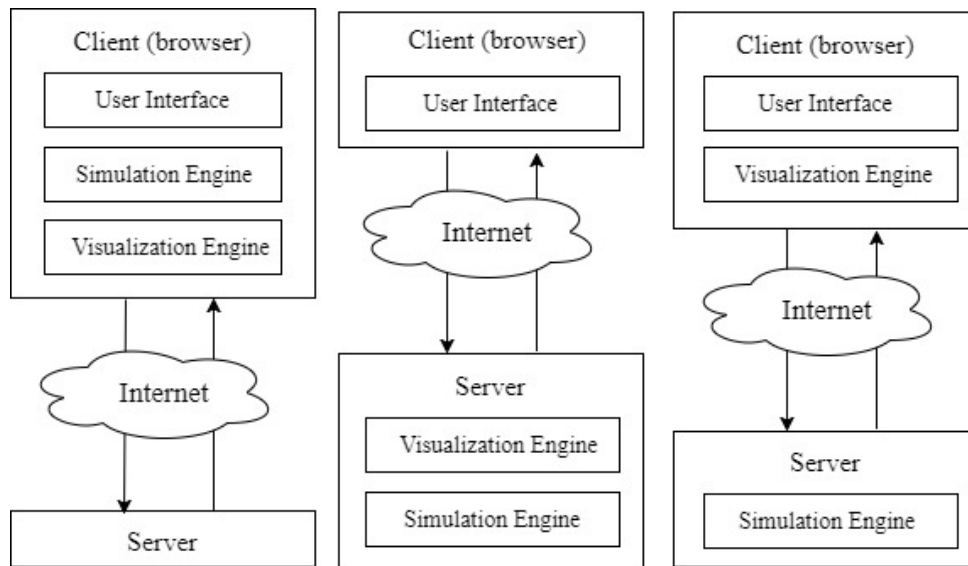 Client (browser)
User Interface
Simulation Engine
Visualization Engine
Internet
Server
Client (browser)
User Interface
Internet
Server
Visualization Engine
Simulation Engine
Client (browser)
User Interface
Visualization Engine
Internet
Server
Simulation Engine